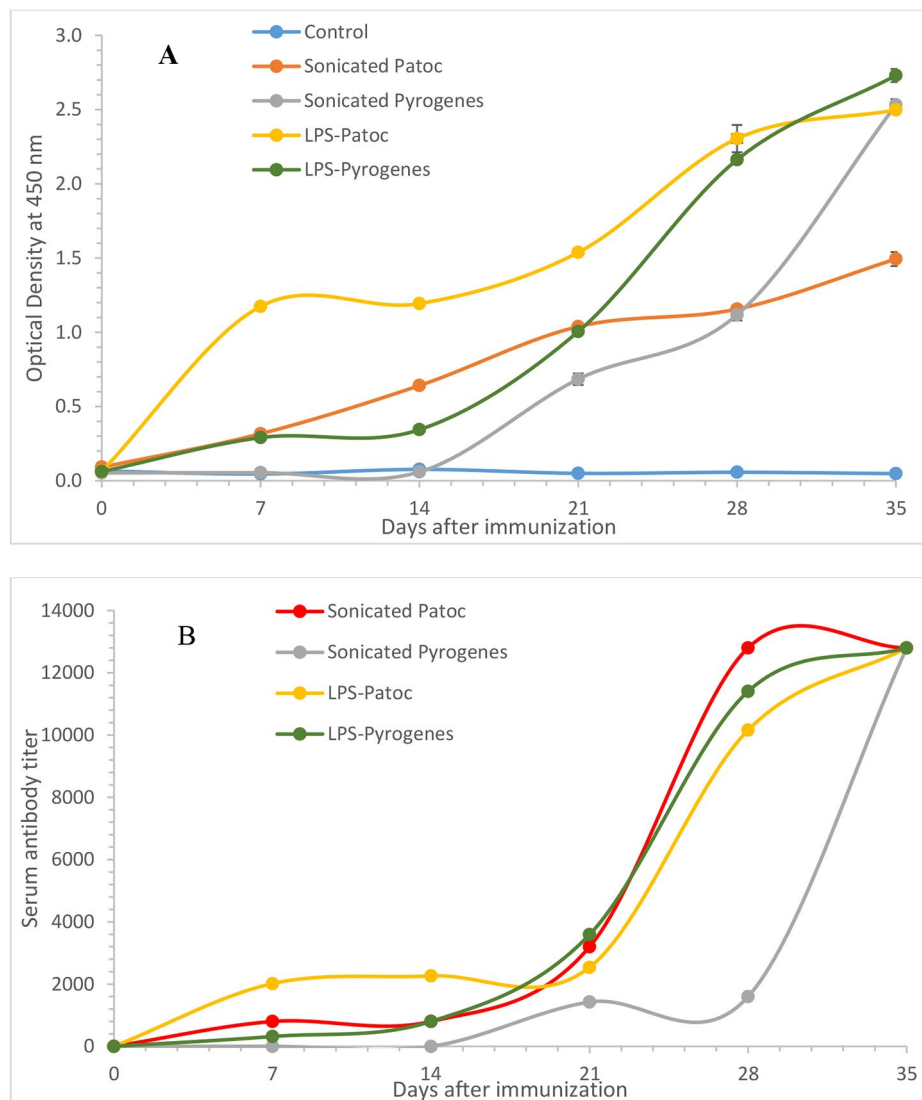 A
Control
Sonicated Patoc
Sonicated Pyrogenes
LPS-Patoc
LPS-Pyrogenes
Optical Density at 450 nm
3.0
2.5
2.0
1.5
1.0
0.5
0.0
0 7 14 21 28 35
Days after immunization
B
Sonicated Patoc
Sonicated Pyrogenes
LPS-Patoc
LPS-Pyrogenes
Serum antibody titer
14000
12000
10000
8000
6000
4000
2000
0
0 7 14 21 28 35
Days after immunization